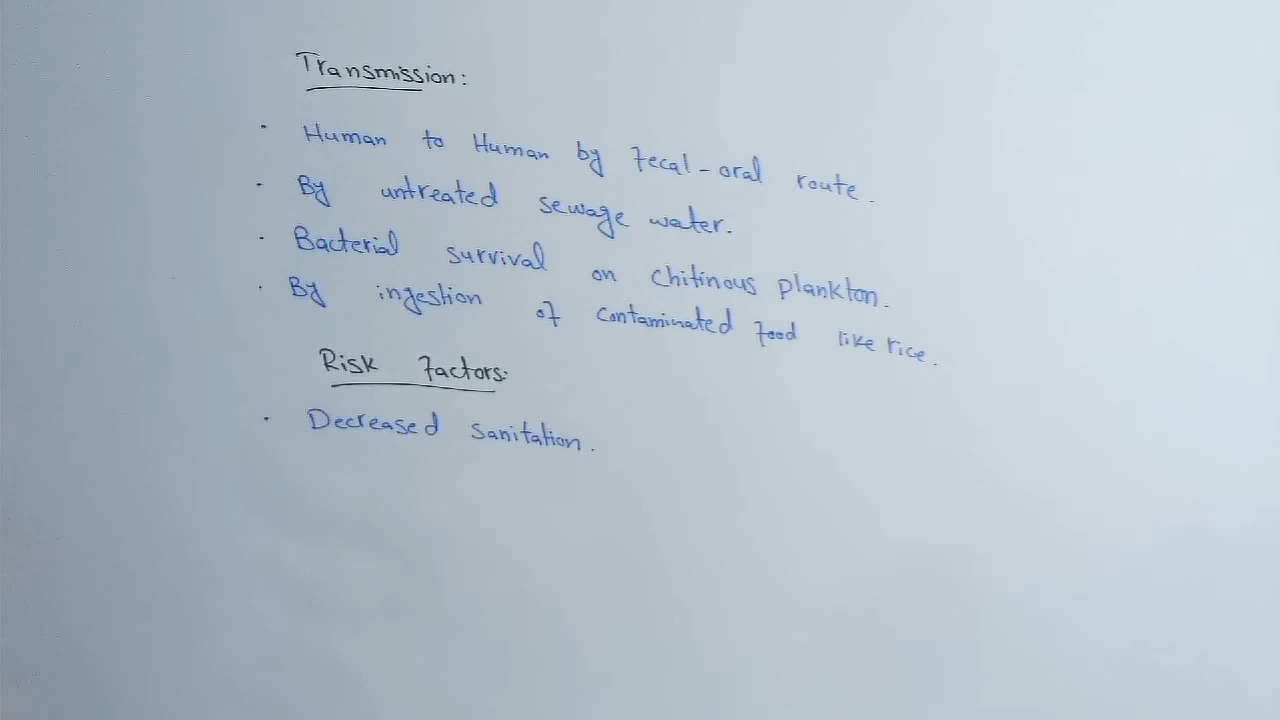 Transmission:
· Human to Human by fecal-oral route.
· By untreated sewage water.
· Bacterial survival on chitinous plankton.
· By ingestion of contaminated food like rice.
Risk Factors:
· Decreased sanitation.